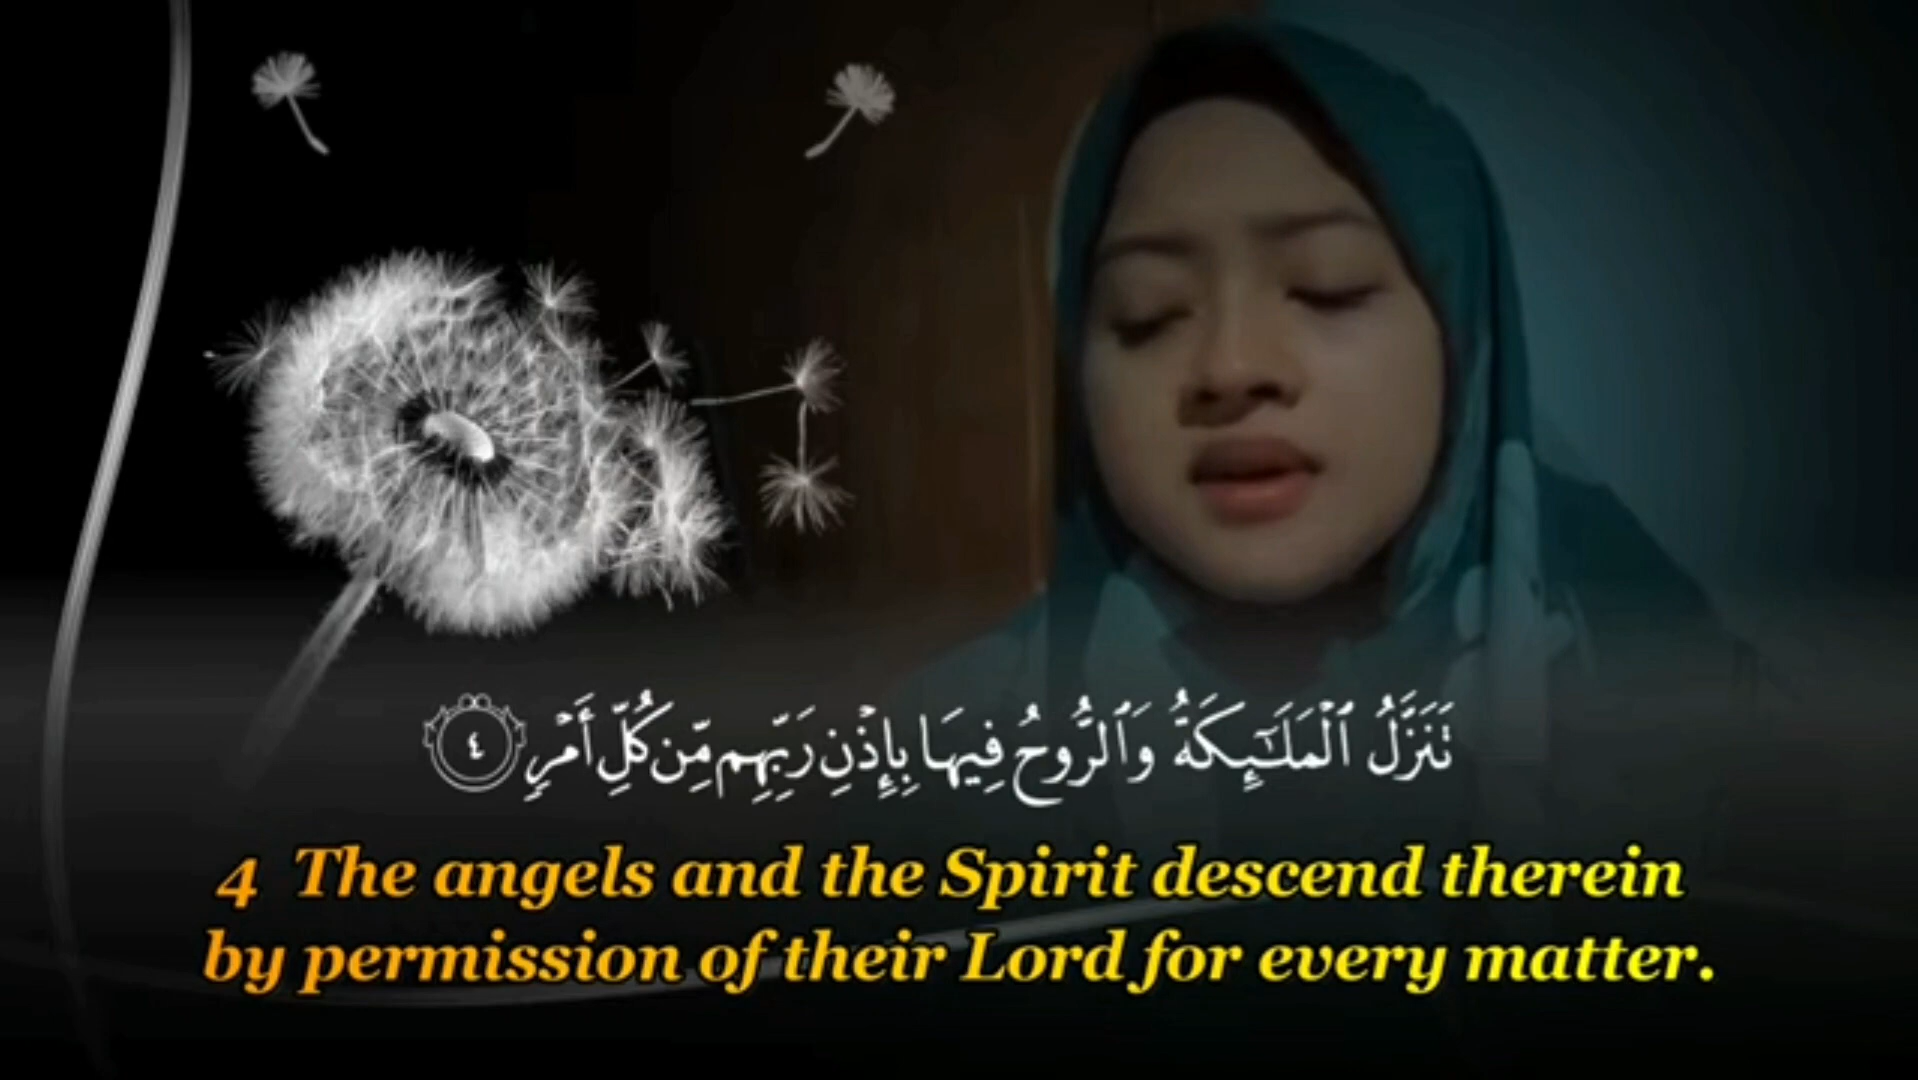 تَنَزَّلُ ٱلْمَلَـٰٓئِكَةُ وَٱلرُّوحُ فِيهَا بِإِذْنِ رَبِّهِم مِّن كُلِّ أَمْرٍ ٤
4 The angels and the Spirit descend therein
by permission of their Lord for every matter.